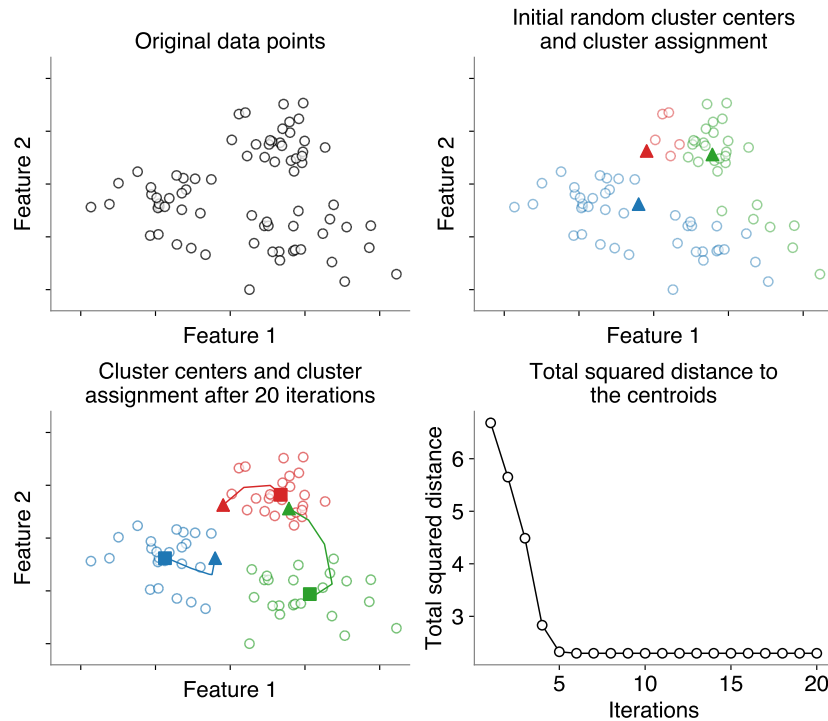 Original data points
Feature 2
Feature 1
Initial random cluster centers
and cluster assignment
Feature 2
Feature 1
Cluster centers and cluster
assignment after 20 iterations
Feature 2
Feature 1
Total squared distance to
the centroids
Total squared distance
6
5
4
3
5
10
15
20
Iterations